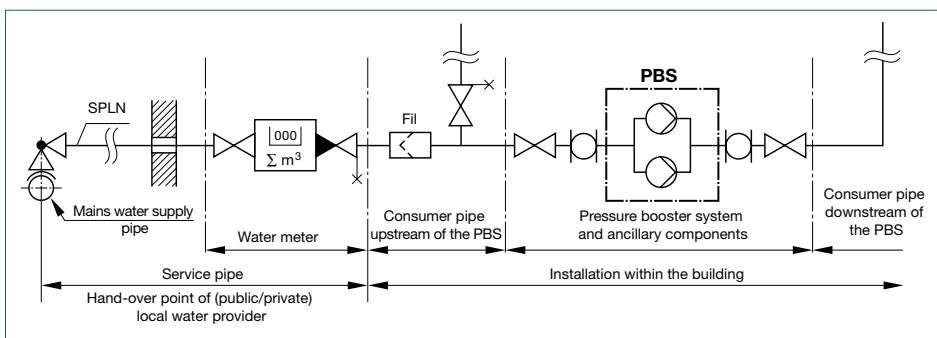 PBS
SPLN
Fil
000
Σ m³
Mains water supply
pipe
Water meter
Consumer pipe
upstream of the PBS
Pressure booster system
and ancillary components
Consumer pipe
downstream of
the PBS
Service pipe
Installation within the building
Hand-over point of (public/private)
local water provider